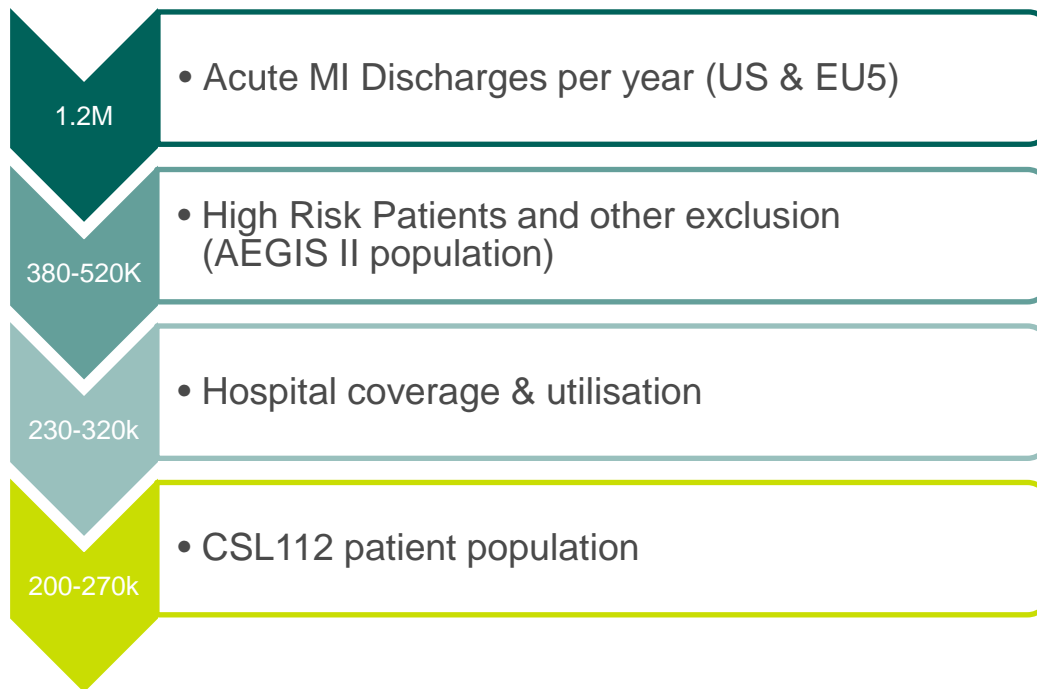 1.2M
• Acute MI Discharges per year (US & EU5)
380-520K
• High Risk Patients and other exclusion
(AEGIS II population)
230-320k
• Hospital coverage & utilisation
200-270k
• CSL112 patient population